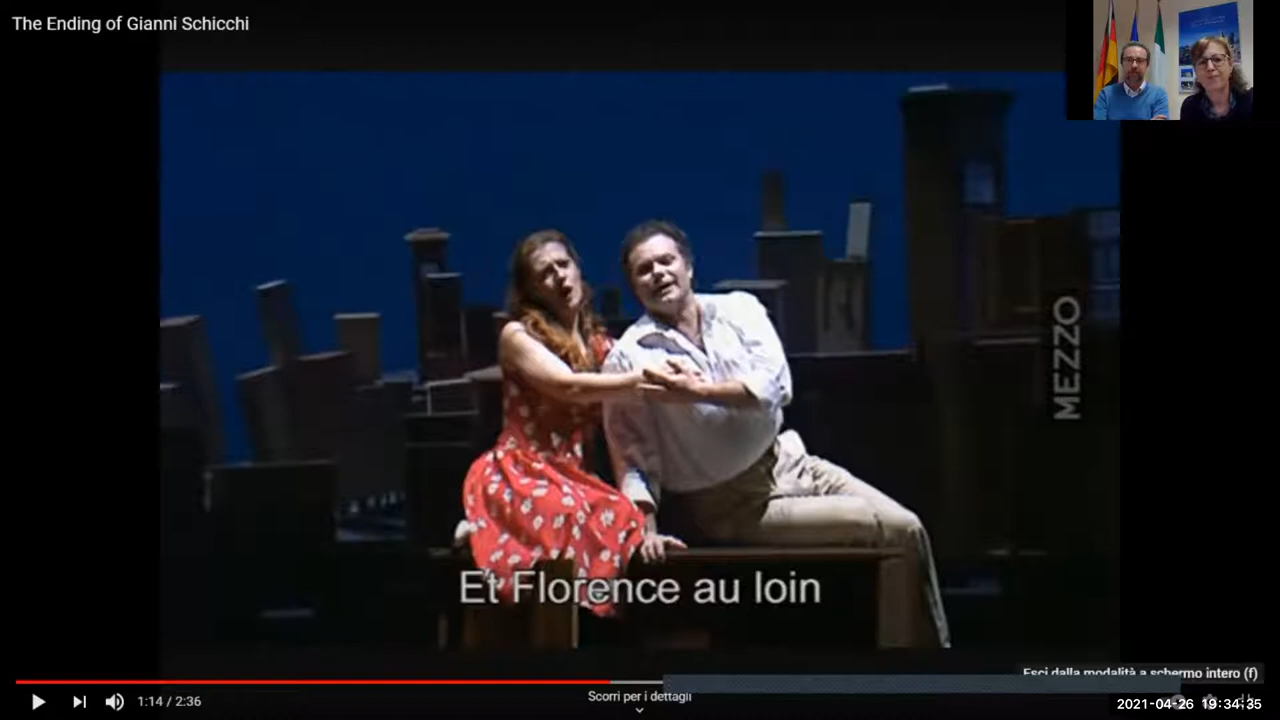 The Ending of Gianni Schicchi
MEZZO
Et Florence au loin
Esci dalla modalità a schermo intero (f)
1:14 / 2:36
Scorri per i dettagli
2021-04-26 19:34:35